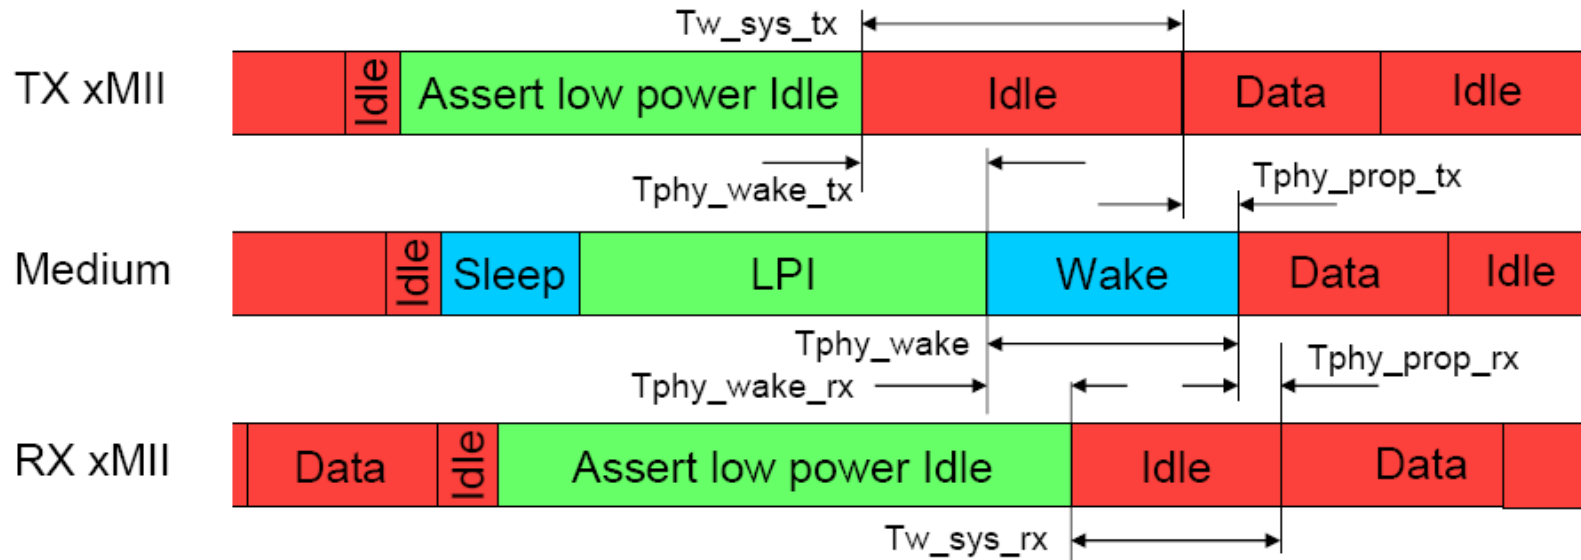 Tw_sys_tx
TX xMII Idle Assert low power Idle Idle Data Idle
Tphy_wake_tx Tphy_prop_tx
Medium Idle Sleep LPI Wake Data Idle
Tphy_wake
Tphy_prop_rx
Tphy_wake_rx
RX xMII Data Idle Assert low power Idle Idle Data
Tw_sys_rx